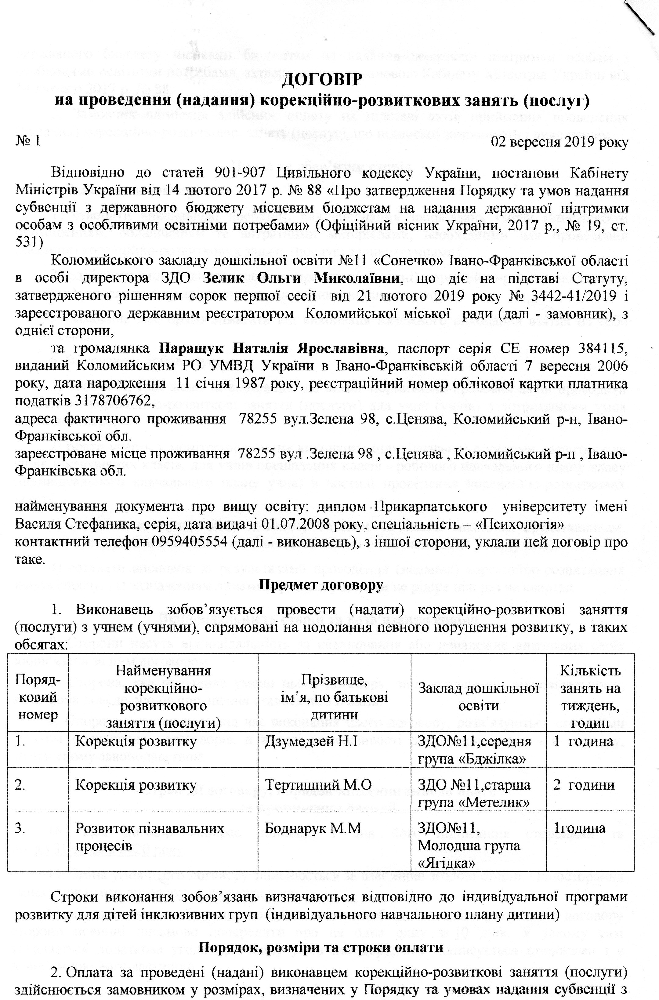 ДОГОВІР
на проведення (надання) корекційно-розвиткових занять (послуг)
№ 1 02 вересня 2019 року
Відповідно до статей 901-907 Цивільного кодексу України, постанови Кабінету
Міністрів України від 14 лютого 2017 р. № 88 «Про затвердження Порядку та умов надання
субвенції з державного бюджету місцевим бюджетам на надання державної підтримки
особам з особливими освітніми потребами» (Офіційний вісник України, 2017 р., № 19, ст.
531)
Коломийського закладу дошкільної освіти №11 «Сонечко» Івано-Франківської області
в особі директора ЗДО Зелик Ольги Миколаївни, що діє на підставі Статуту,
затвердженого рішенням сорок першої сесії від 21 лютого 2019 року № 3442-41/2019 і
зареєстрованого державним реєстратором Коломийської міської ради (далі - замовник), з
однієї сторони,
та громадянка Паращук Наталія Ярославівна, паспорт серія СЕ номер 384115,
виданий Коломийським РО УМВД України в Івано-Франківській області 7 вересня 2006
року, дата народження 11 січня 1987 року, реєстраційний номер облікової картки платника
податків 3178706762,
адреса фактичного проживання 78255 вул.Зелена 98, с.Ценява, Коломийський р-н, Івано-
Франківської обл.
зареєстроване місце проживання 78255 вул .Зелена 98 , с.Ценява , Коломийський р-н , Івано-
Франківська обл.
найменування документа про вищу освіту: диплом Прикарпатського університету імені
Василя Стефаника, серія, дата видачі 01.07.2008 року, спеціальність – «Психологія»
контактний телефон 0959405554 (далі - виконавець), з іншої сторони, уклали цей договір про
таке.
Предмет договору
1. Виконавець зобов’язується провести (надати) корекційно-розвиткові заняття
(послуги) з учнем (учнями), спрямовані на подолання певного порушення розвитку, в таких
обсягах:
Поряд-
ковий
номер
Найменування
корекційно-
розвиткового
заняття (послуги)
Прізвище,
ім’я, по батькові
дитини
Заклад дошкільної
освіти
Кількість
занять на
тиждень,
годин
1. Корекція розвитку Дзумедзей Н.І ЗДО№11,середня 1 година
група «Бджілка»
2. Корекція розвитку Тертишний М.О ЗДО №11,старша 2 години
група «Метелик»
3. Розвиток пізнавальних Боднарук М.М ЗДО№11, 1година
процесів Молодша група
«Ягідка»
Строки виконання зобов’язань визначаються відповідно до індивідуальної програми
розвитку для дітей інклюзивних груп (індивідуального навчального плану дитини)
Порядок, розміри та строки оплати
2. Оплата за проведені (надані) виконавцем корекційно-розвиткові заняття (послуги)
здійснюється замовником у розмірах, визначених у Порядку та умовах надання субвенції з